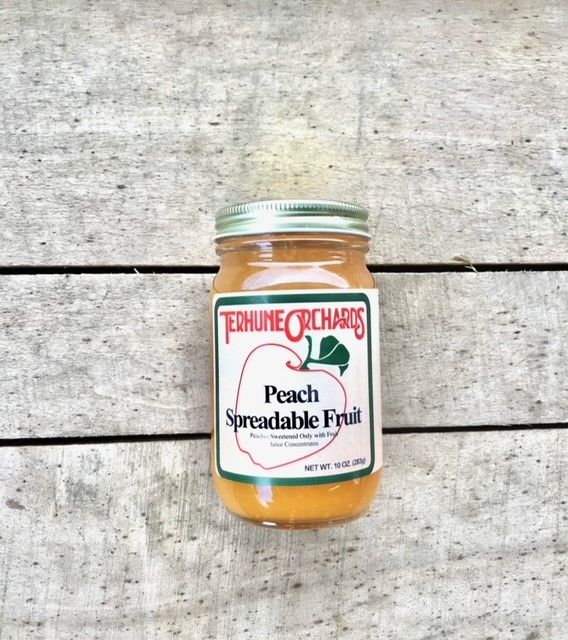 TERHUNE ORCHARDS
Peach
Spreadable Fruit
Peaches Sweetened Only with Fruit
Juice Concentrates
NET WT. 10 OZ. (283g)